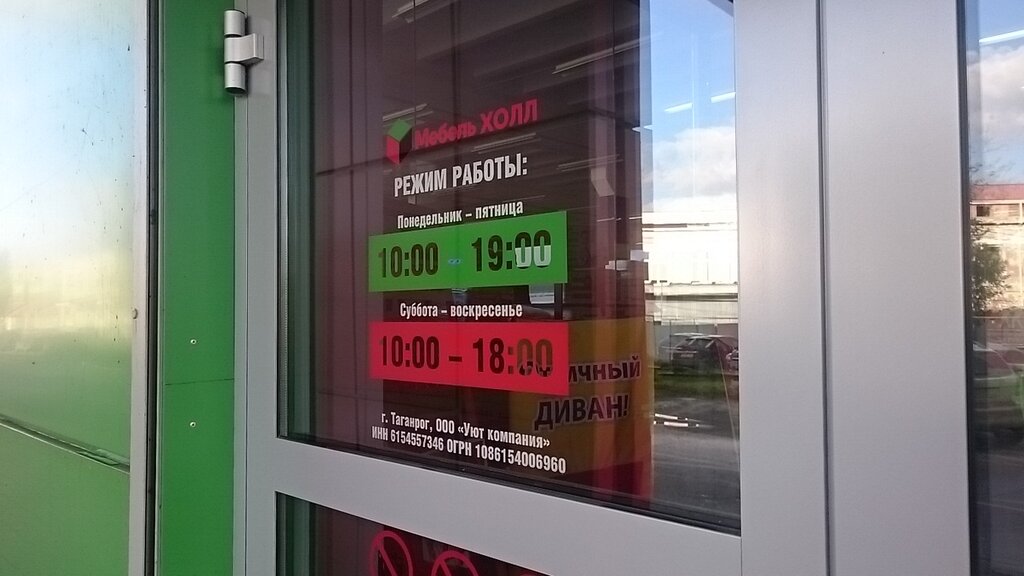 Мебель ХОЛЛ
РЕЖИМ РАБОТЫ:
Понедельник – пятница
10:00 - 19:00
Суббота – воскресенье
10:00 – 18:00
ДИВАН!
г. Таганрог, ООО «Уют компания»
ИНН 6154557346 ОГРН 1086154006960